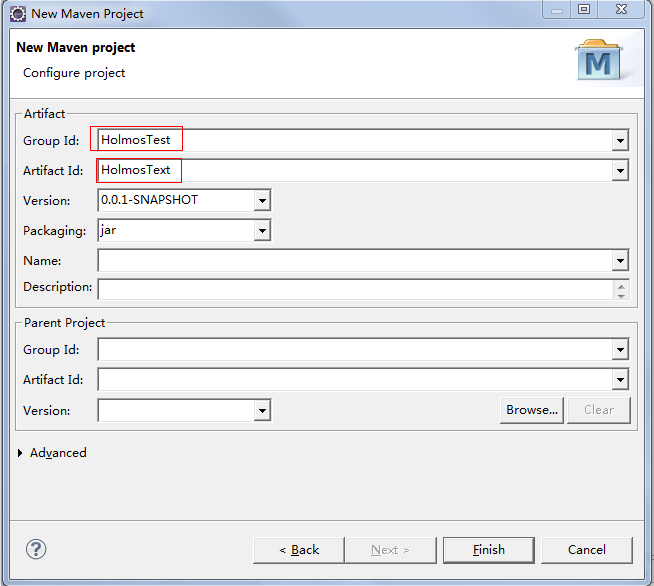 New Maven Project
New Maven project
Configure project
M
Artifact
Group Id: HolmosTest
Artifact Id: HolmosText
Version: 0.0.1-SNAPSHOT
Packaging: jar
Name:
Description:
Parent Project
Group Id:
Artifact Id:
Version: Browse... Clear
Advanced
? < Back Next > Finish Cancel